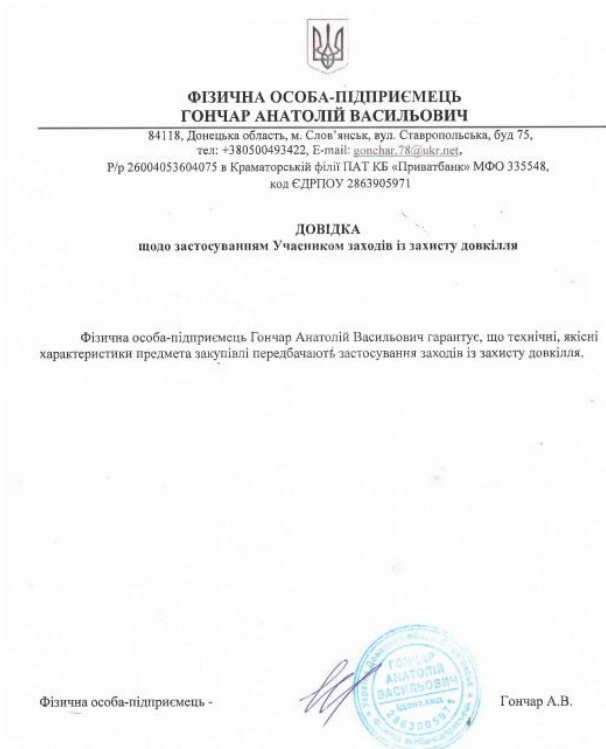 ФІЗИЧНА ОСОБА-ПІДПРИЄМЕЦЬ
ГОНЧАР АНАТОЛІЙ ВАСИЛЬОВИЧ
84118, Донецька область, м. Слов'янськ, вул. Ставропольська, буд 75,
тел: +380500493422, E-mail: gonchar.78@ukr.net,
Р/р 26004053604075 в Краматорській філії ПАТ КБ «Приватбанк» МФО 335548,
код ЄДРПОУ 2863905971
ДОВІДКА
щодо застосуванням Учасником заходів із захисту довкілля
Фізична особа-підприємець Гончар Анатолій Васильович гарантує, що технічні, якісні
характеристики предмета закупівлі передбачають застосування заходів із захисту довкілля.
Фізична особа-підприємець -
ГОНЧАР
АНАТОЛІЙ
ВАСИЛЬОВИЧ
2863905971
Гончар А.В.